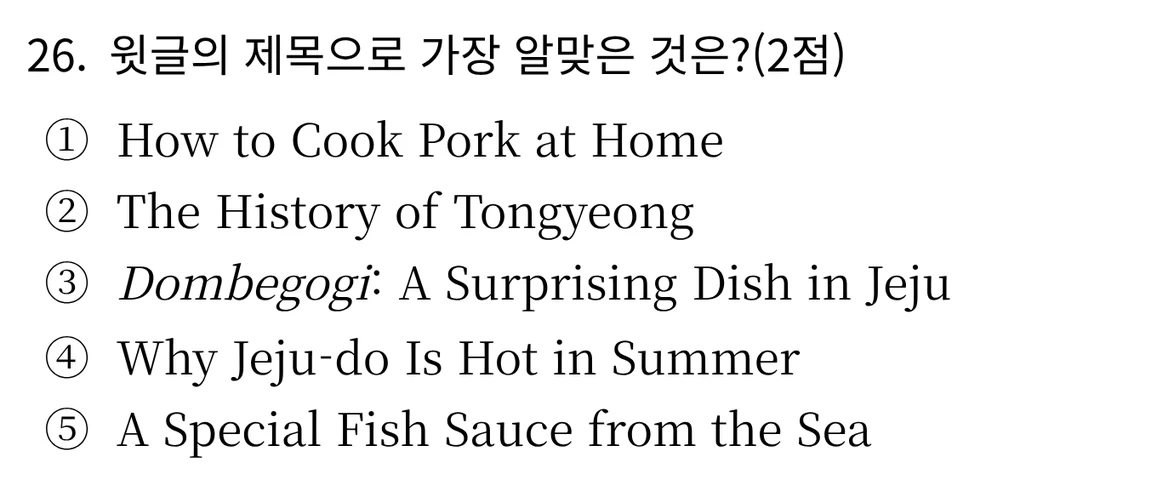 26. 윗글의 제목으로 가장 알맞은 것은?(2점)
① How to Cook Pork at Home
② The History of Tongyeong
③ Dombegogi: A Surprising Dish in Jeju
④ Why Jeju-do Is Hot in Summer
⑤ A Special Fish Sauce from the Sea